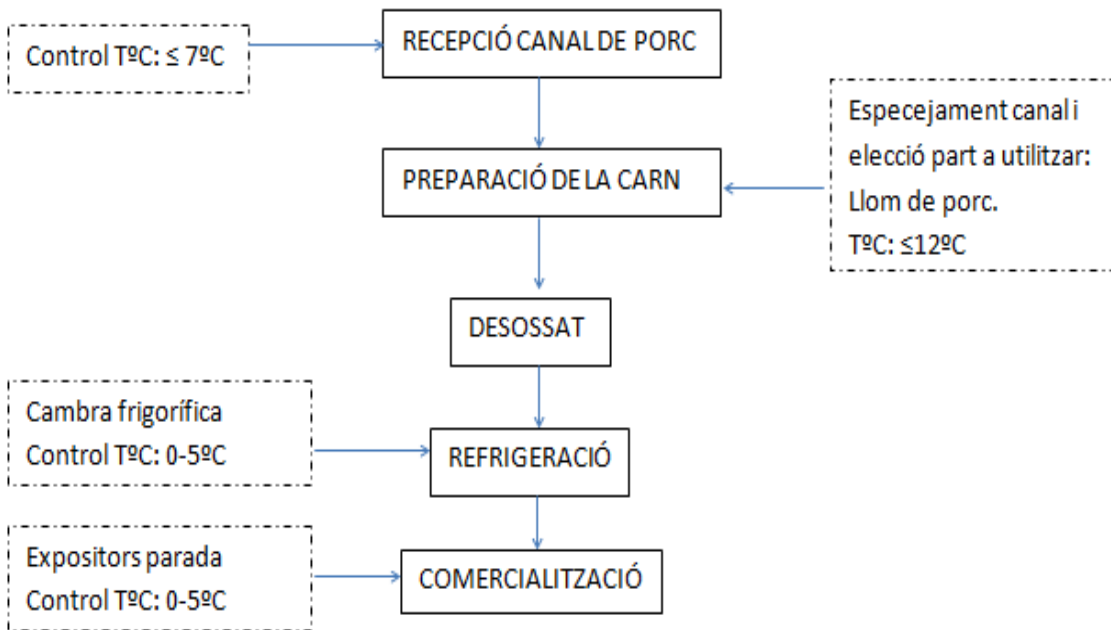 RECEPCIÓ CANAL DE PORC
Control TºC: ≤ 7ºC
Especejament canal i
elecció part a utilitzar:
Llom de porc.
TºC: ≤12ºC
PREPARACIÓ DE LA CARN
DESOSSAT
Cambra frigorífica
Control TºC: 0-5ºC
REFRIGERACIÓ
Expositors parada
Control TºC: 0-5ºC
COMERCIALITZACIÓ